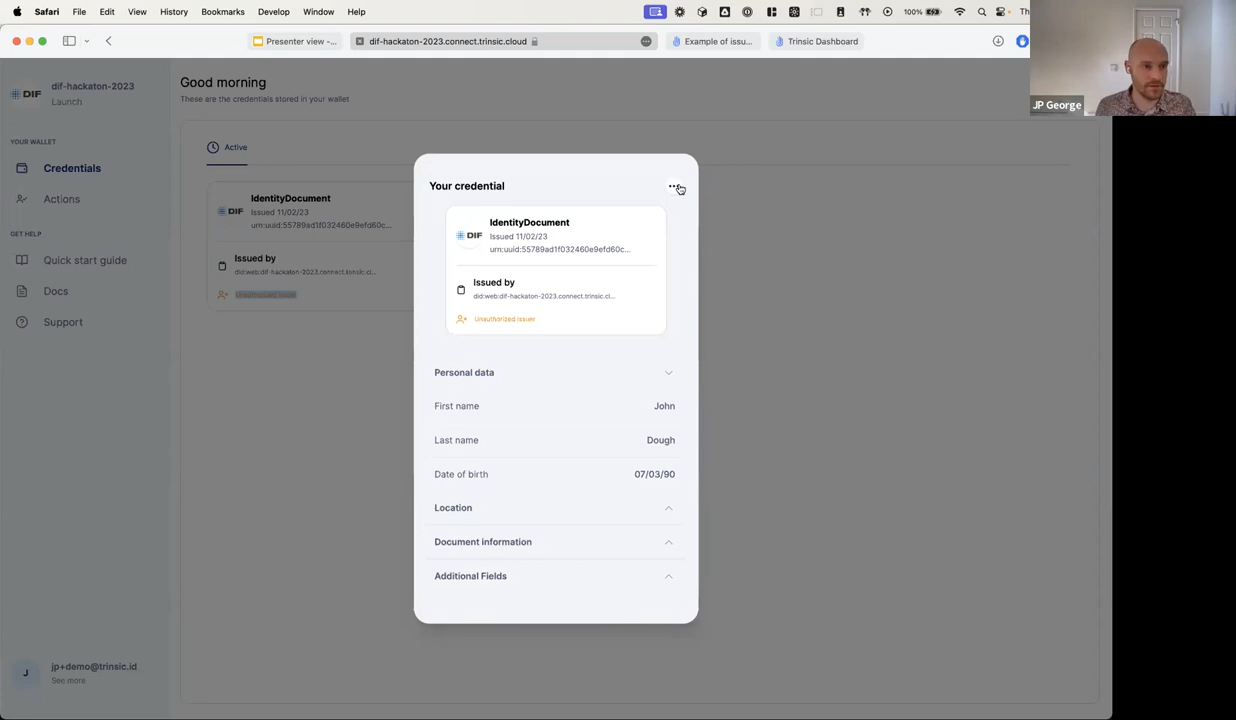 Safari File Edit View History Bookmarks Develop Window Help 100% Th
Presenter view -... dif-hackaton-2023.connect.trinsic.cloud Example of issu... Trinsic Dashboard
JP George
DIF
dif-hackaton-2023
Launch
YOUR WALLET
Credentials
Actions
GET HELP
Quick start guide
Docs
Support
J
jp+demo@trinsic.id
See more
Good morning
These are the credentials stored in your wallet
Active
DIF
IdentityDocument
Issued 11/02/23
urn:uuid:55789ad1f032460e9efd60c...
Issued by
did:web:dif-hackaton-2023.connect.trinsic.cl...
Unauthorized issuer
Your credential
DIF
IdentityDocument
Issued 11/02/23
urn:uuid:55789ad1f032460e9efd60c...
Issued by
did:web:dif-hackaton-2023.connect.trinsic.cl...
Unauthorized issuer
Personal data
First name John
Last name Dough
Date of birth 07/03/90
Location
Document information
Additional Fields